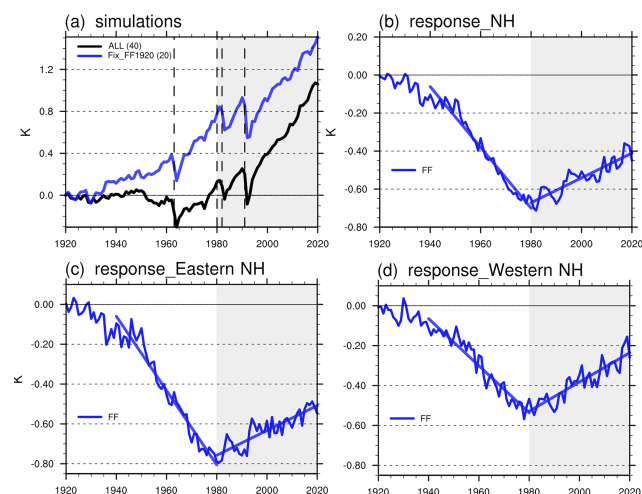 (a) simulations
ALL (40)
Fix_FF1920 (20)
K
1.2
0.8
0.4
0.0
1920 1940 1960 1980 2000 2020
(b) response_NH
K
0.20
0.00
-0.20
-0.40
-0.60
-0.80
FF
1920 1940 1960 1980 2000 2020
(c) response_Eastern NH
K
0.00
-0.20
-0.40
-0.60
-0.80
FF
1920 1940 1960 1980 2000 2020
(d) response_Western NH
K
0.00
-0.20
-0.40
-0.60
-0.80
FF
1920 1940 1960 1980 2000 2020